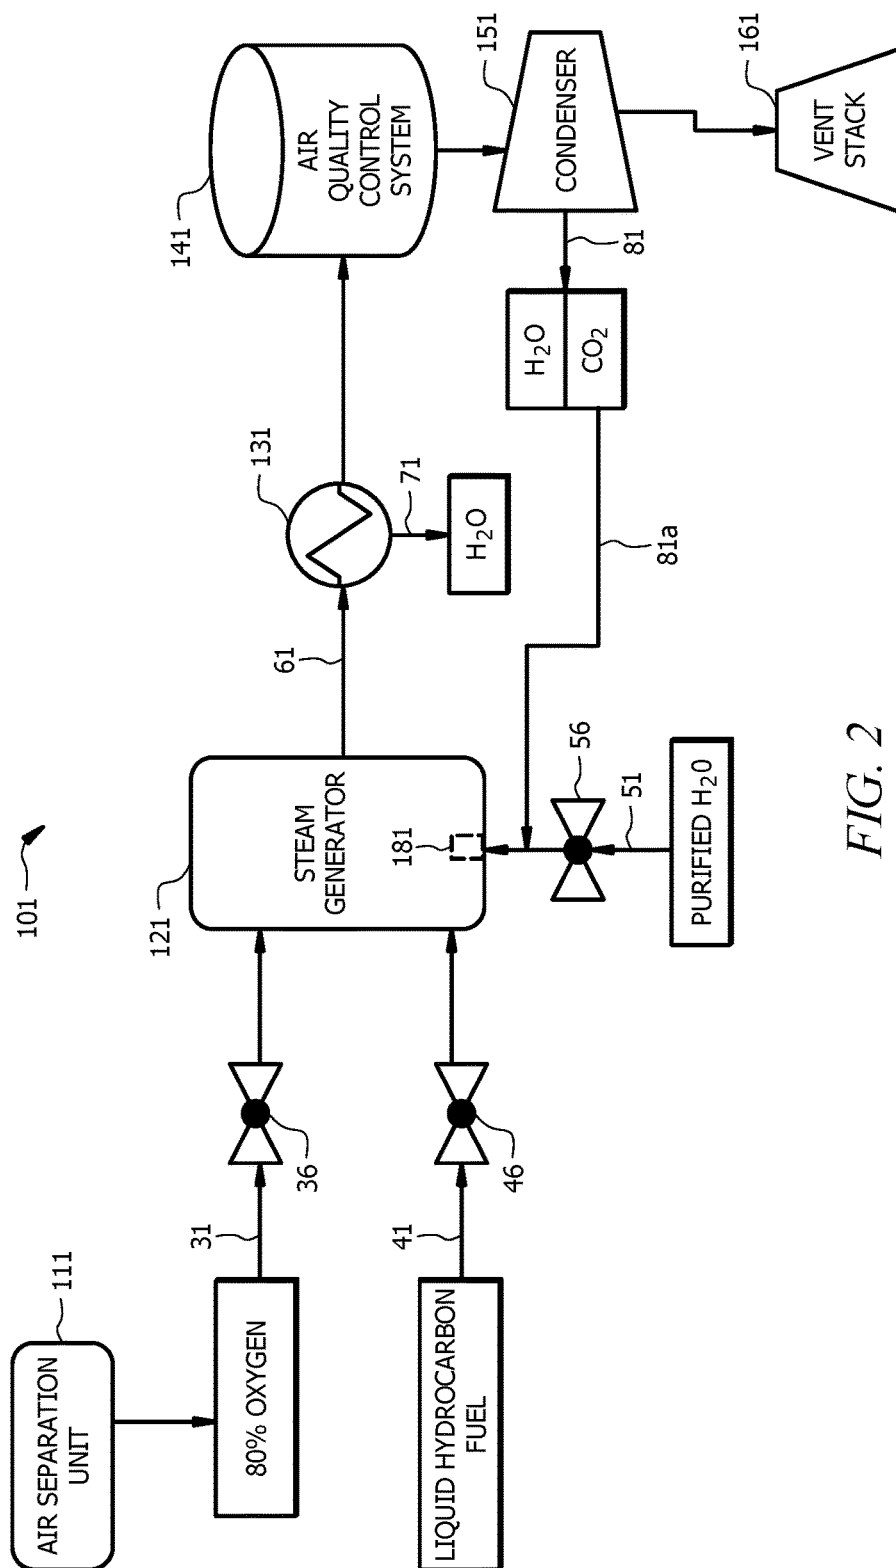 101
AIR SEPARATION
UNIT
111
80% OXYGEN
31
36
LIQUID HYDROCARBON
FUEL
41
46
121
STEAM
GENERATOR
181
PURIFIED H₂0
51
56
61
131
71
H₂O
141
AIR
QUALITY
CONTROL
SYSTEM
151
CONDENSER
81
H₂O
CO₂
81a
161
VENT
STACK
FIG. 2